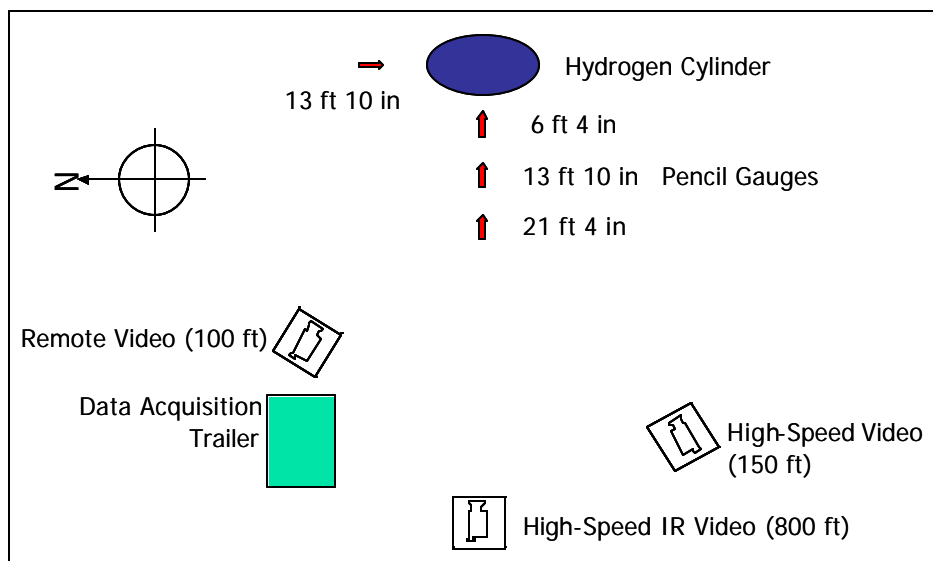 Hydrogen Cylinder
13 ft 10 in
6 ft 4 in
N
13 ft 10 in Pencil Gauges
21 ft 4 in
Remote Video (100 ft)
Data Acquisition
Trailer
High-Speed Video
(150 ft)
High-Speed IR Video (800 ft)